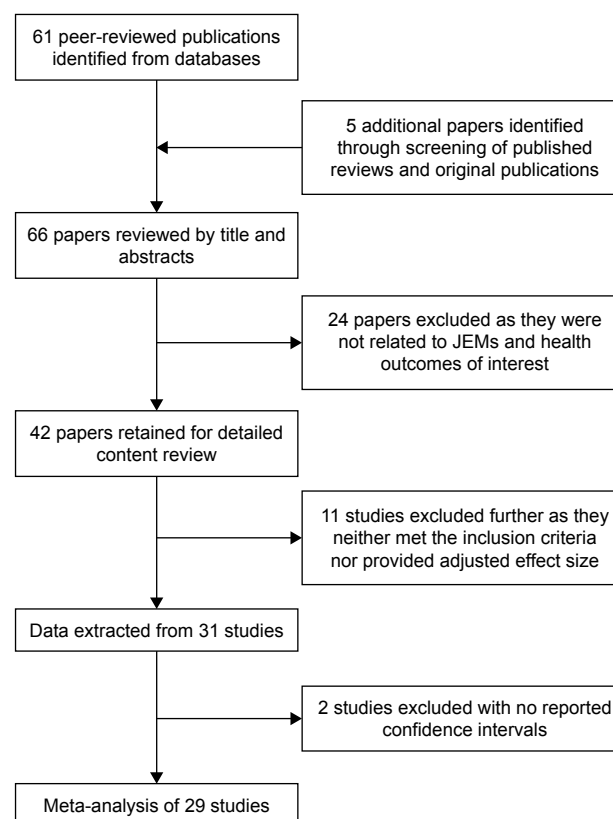 61 peer-reviewed publications
identified from databases
5 additional papers identified
through screening of published
reviews and original publications
66 papers reviewed by title and
abstracts
24 papers excluded as they were
not related to JEMs and health
outcomes of interest
42 papers retained for detailed
content review
11 studies excluded further as they
neither met the inclusion criteria
nor provided adjusted effect size
Data extracted from 31 studies
2 studies excluded with no reported
confidence intervals
Meta-analysis of 29 studies